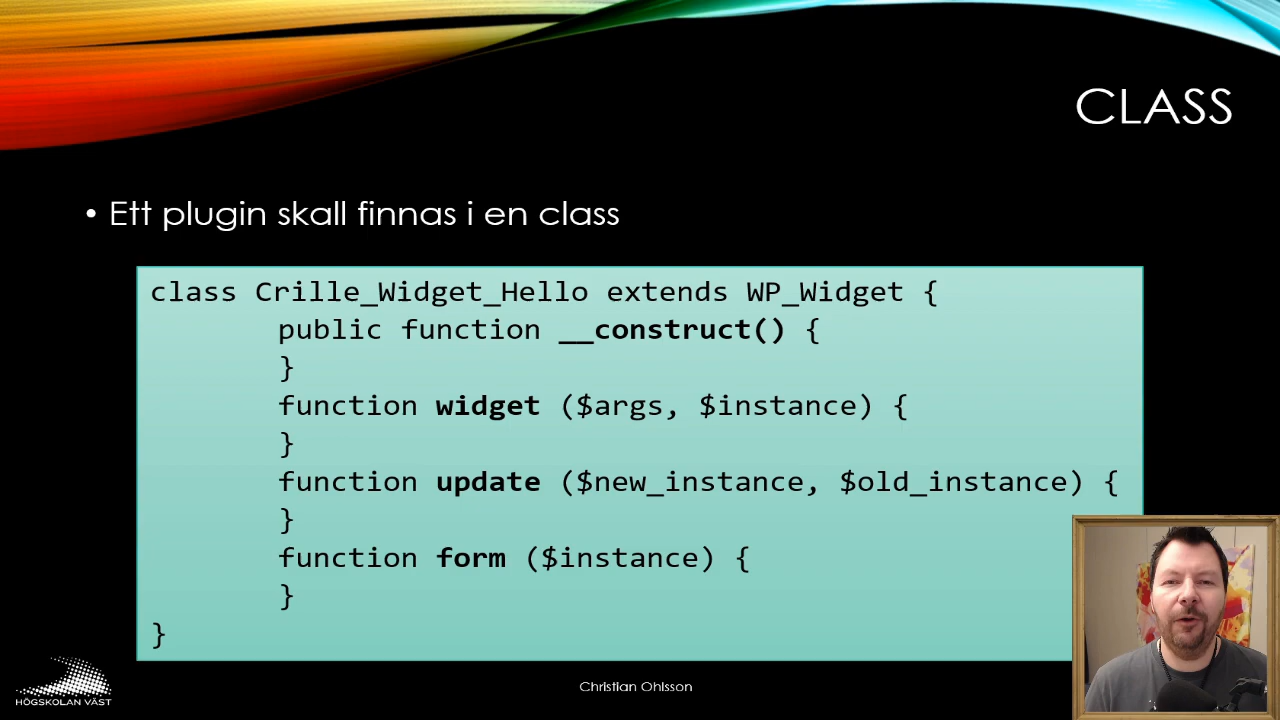 CLASS
• Ett plugin skall finnas i en class
class Crille_Widget_Hello extends WP_Widget {
public function __construct() {
}
function widget ($args, $instance) {
}
function update ($new_instance, $old_instance) {
}
function form ($instance) {
}
}
HÖGSKOLAN VÄST
Christian Ohlsson